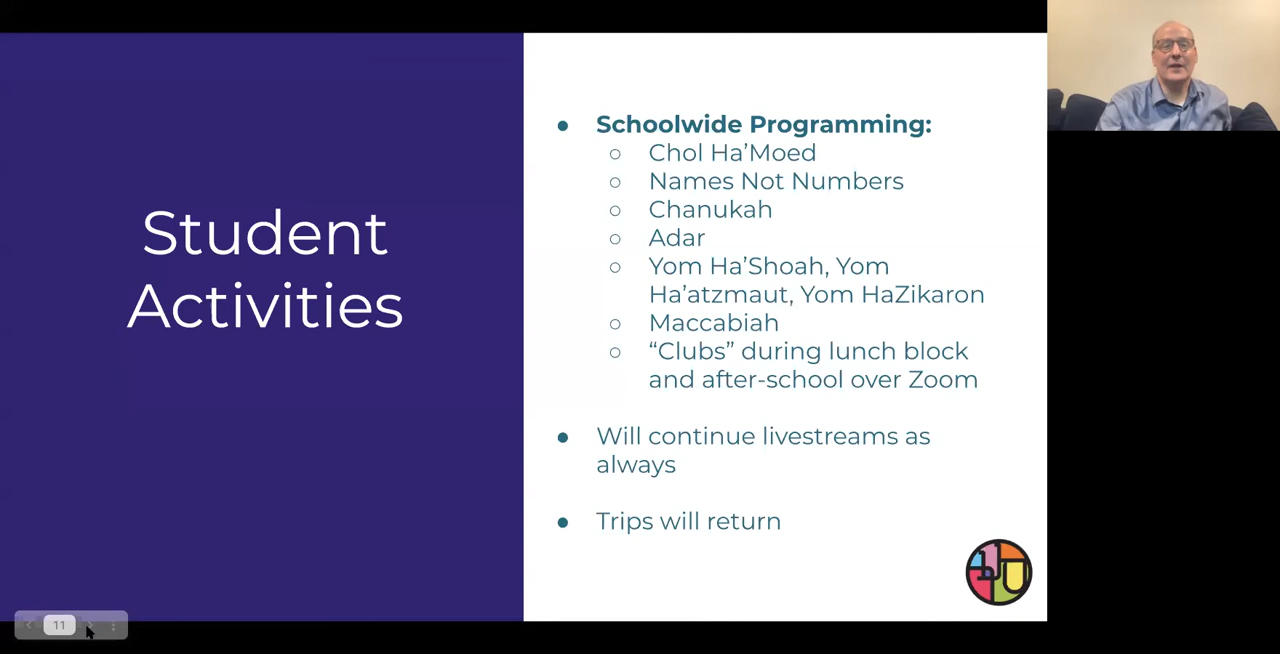 Student
Activities
● Schoolwide Programming:
○ Chol Ha’Moed
○ Names Not Numbers
○ Chanukah
○ Adar
○ Yom Ha’Shoah, Yom
Ha’atzmaut, Yom HaZikaron
○ Maccabiah
○ “Clubs” during lunch block
and after-school over Zoom
● Will continue livestreams as
always
● Trips will return
11